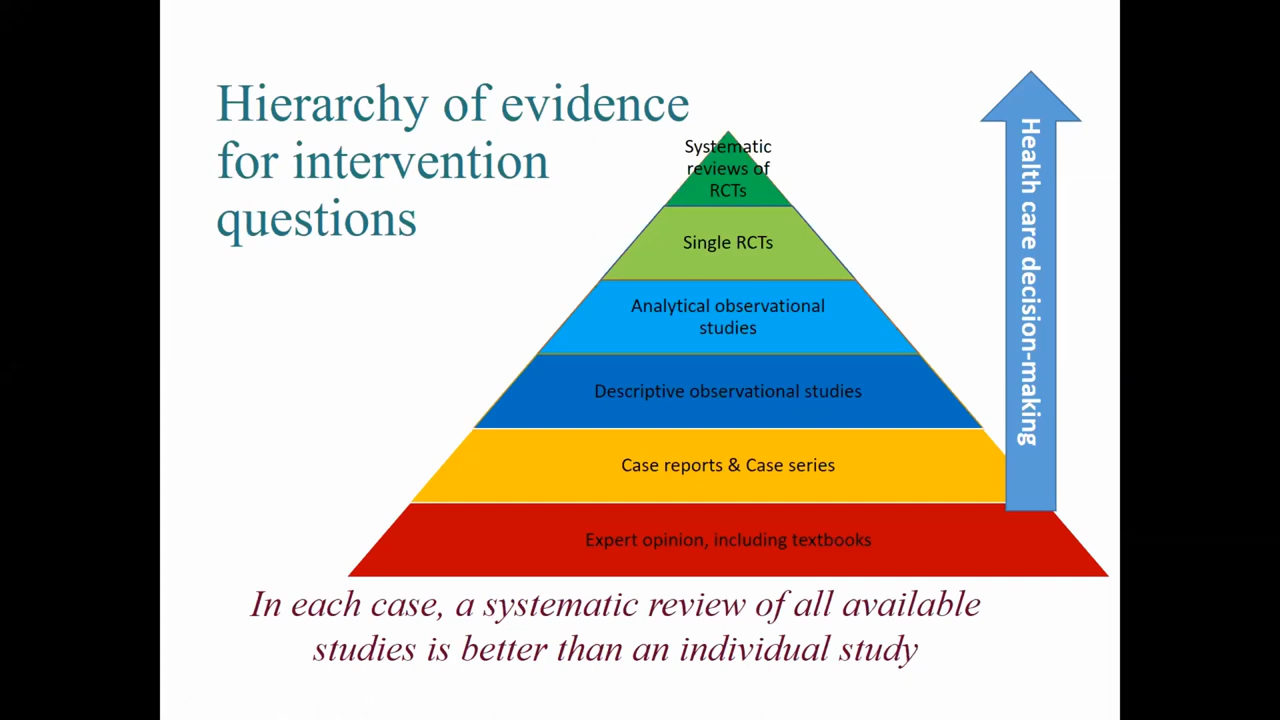 Hierarchy of evidence
for intervention
questions
Systematic
reviews of
RCTs
Single RCTs
Analytical observational
studies
Descriptive observational studies
Case reports & Case series
Expert opinion, including textbooks
Health care decision-making
In each case, a systematic review of all available
studies is better than an individual study